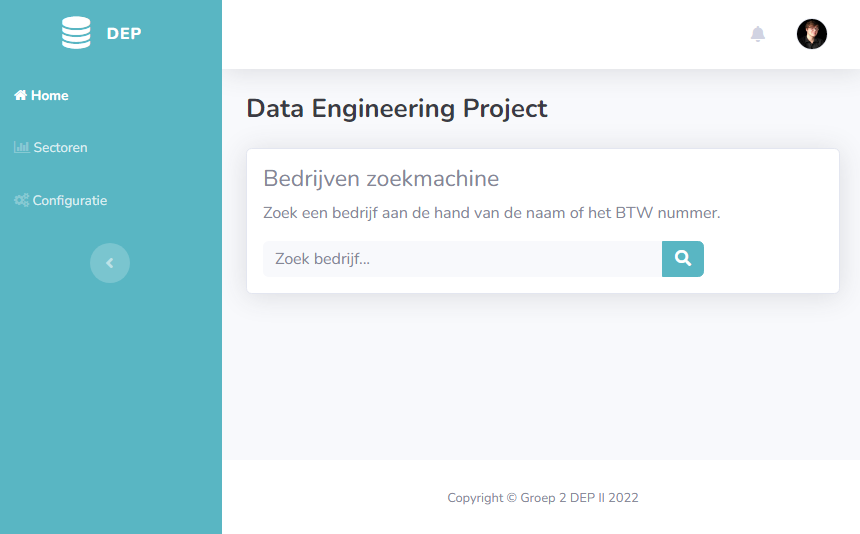 DEP
Home
Sectoren
Configuratie
Data Engineering Project
Bedrijven zoekmachine
Zoek een bedrijf aan de hand van de naam of het BTW nummer.
Zoek bedrijf...
Copyright © Groep 2 DEP II 2022